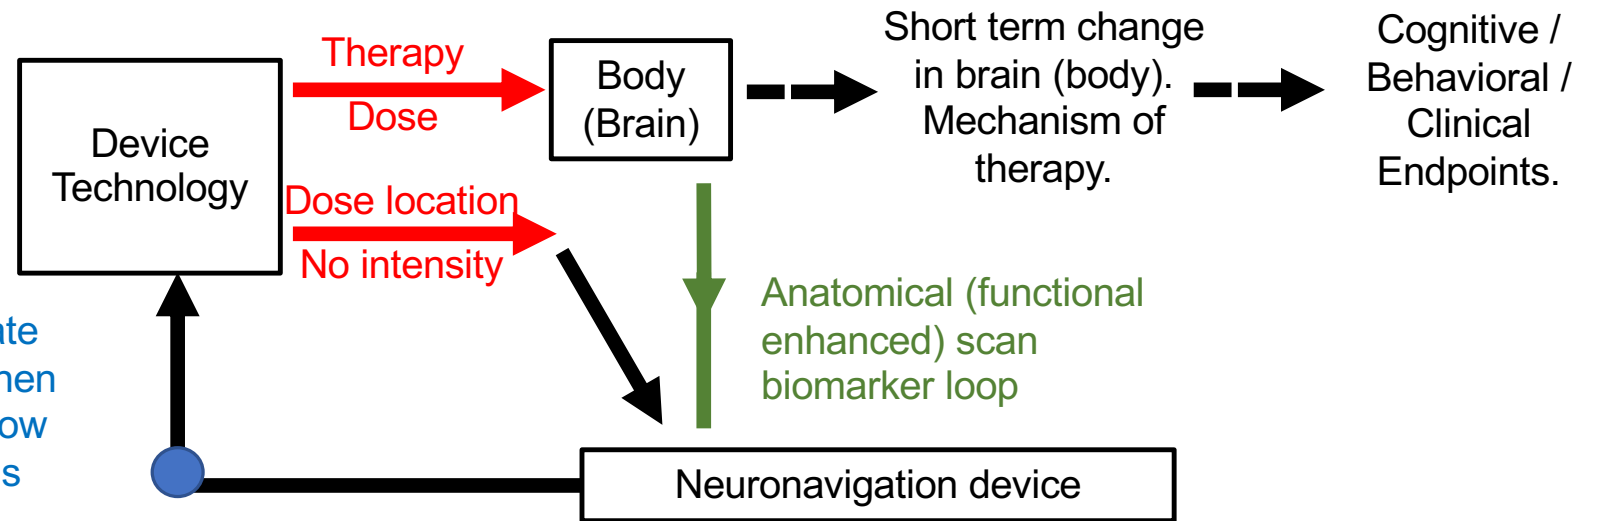 Therapy
Dose
Device
Technology
Dose location
No intensity
Body
(Brain)
Short term change
in brain (body).
Mechanism of
therapy.
Cognitive /
Behavioral /
Clinical
Endpoints.
Anatomical (functional
enhanced) scan
biomarker loop
Neuronavigation device